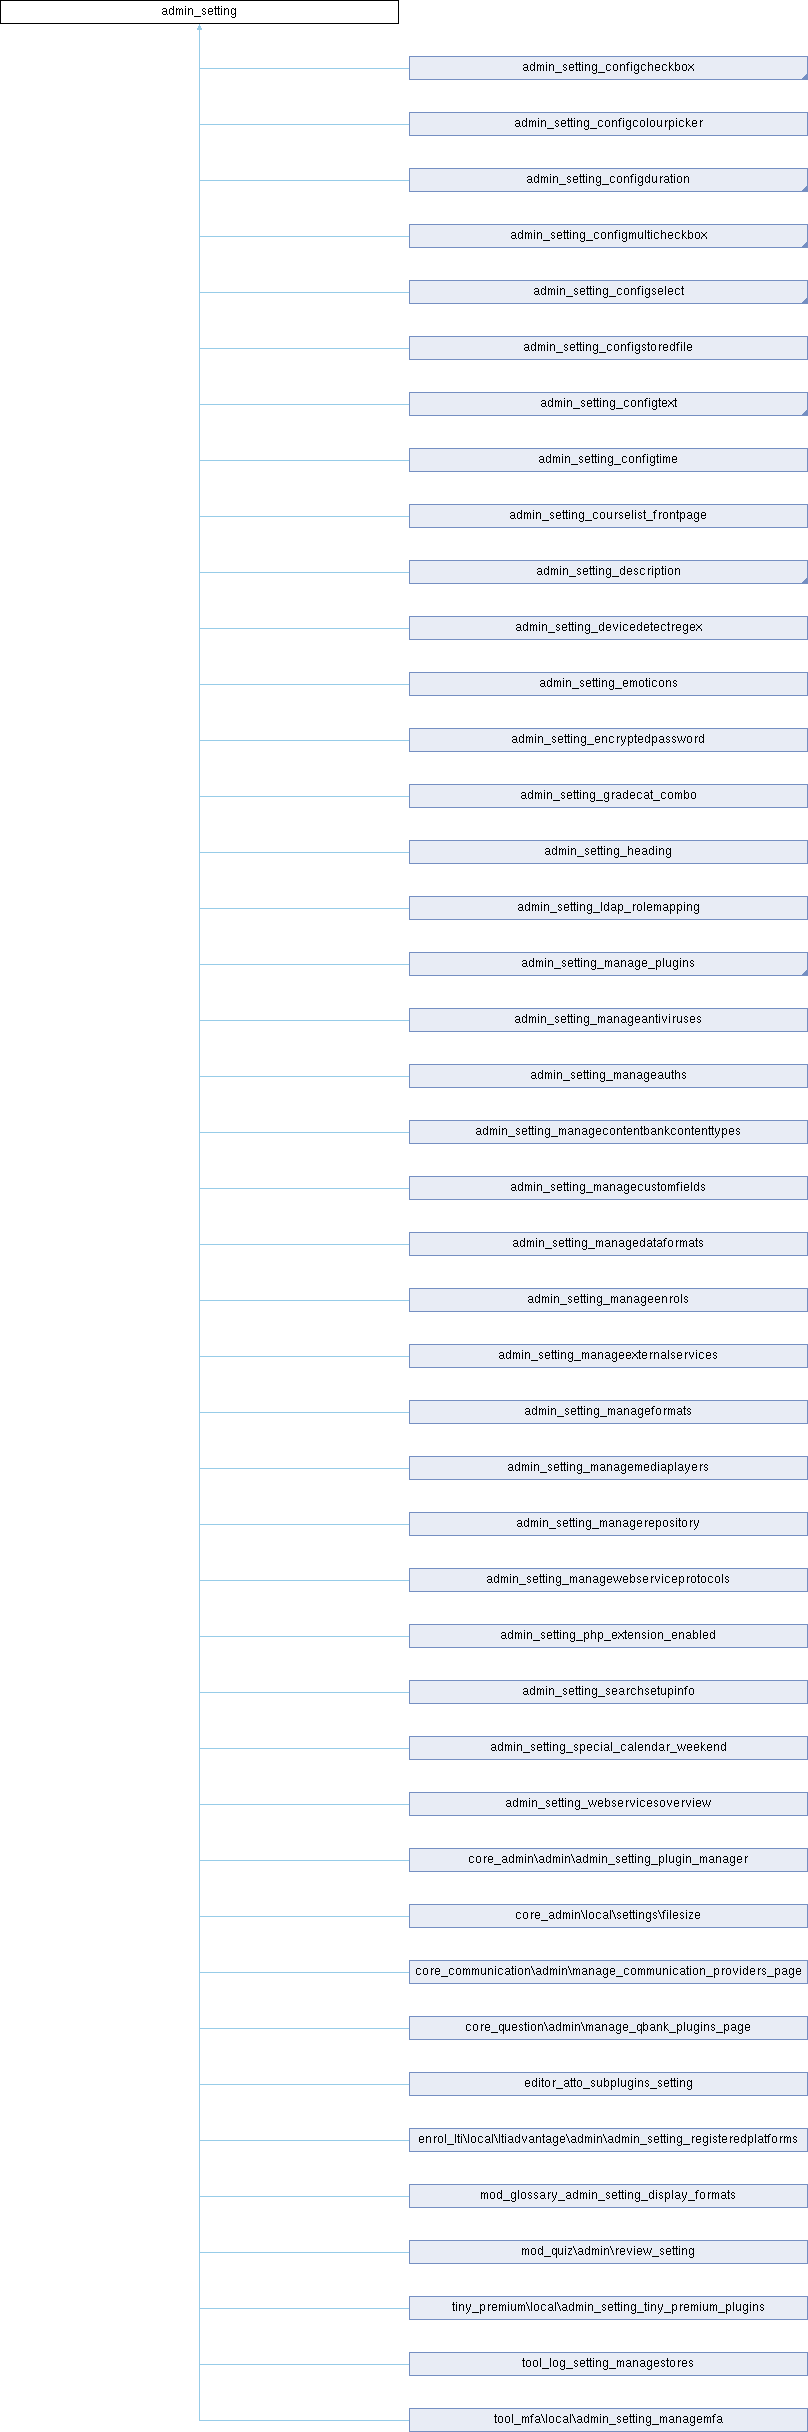 admin_setting
admin_setting_configcheckbox
admin_setting_configcolourpicker
admin_setting_configduration
admin_setting_configmulticheckbox
admin_setting_configselect
admin_setting_configstoredfile
admin_setting_configtext
admin_setting_configtime
admin_setting_courselist_frontpage
admin_setting_description
admin_setting_devicedetectregex
admin_setting_emoticons
admin_setting_encryptedpassword
admin_setting_gradecat_combo
admin_setting_heading
admin_setting_ldap_rolemapping
admin_setting_manage_plugins
admin_setting_manageantiviruses
admin_setting_manageauths
admin_setting_managecontentbankcontenttypes
admin_setting_managecustomfields
admin_setting_managedataformats
admin_setting_manageenrols
admin_setting_manageexternalservices
admin_setting_manageformats
admin_setting_managemediaplayers
admin_setting_managerepository
admin_setting_managewebserviceprotocols
admin_setting_php_extension_enabled
admin_setting_searchsetupinfo
admin_setting_special_calendar_weekend
admin_setting_webservicesoverview
core_admin\admin\admin_setting_plugin_manager
core_admin\local\settings\filesize
core_communication\admin\manage_communication_providers_page
core_question\admin\manage_qbank_plugins_page
editor_atto_subplugins_setting
enrol_lti\local\ltiadvantage\admin\admin_setting_registeredplatforms
mod_glossary_admin_setting_display_formats
mod_quiz\admin\review_setting
tiny_premium\local\admin_setting_tiny_premium_plugins
tool_log_setting_managestores
tool_mfa\local\admin_setting_managemfa